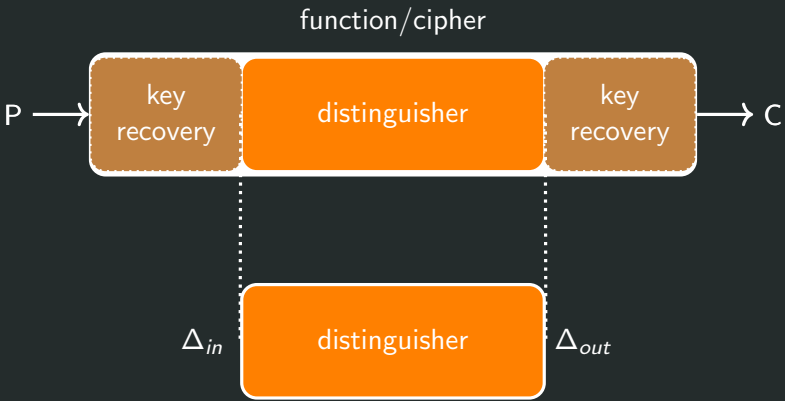 function/cipher
P
key
recovery
distinguisher
key
recovery
C
Δin
distinguisher
Δout